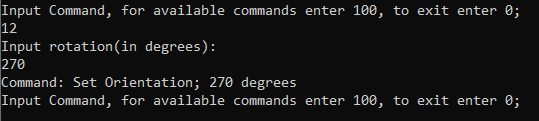 Input Command, for available commands enter 100, to exit enter 0;
12
Input rotation(in degrees):
270
Command: Set Orientation; 270 degrees
Input Command, for available commands enter 100, to exit enter 0;